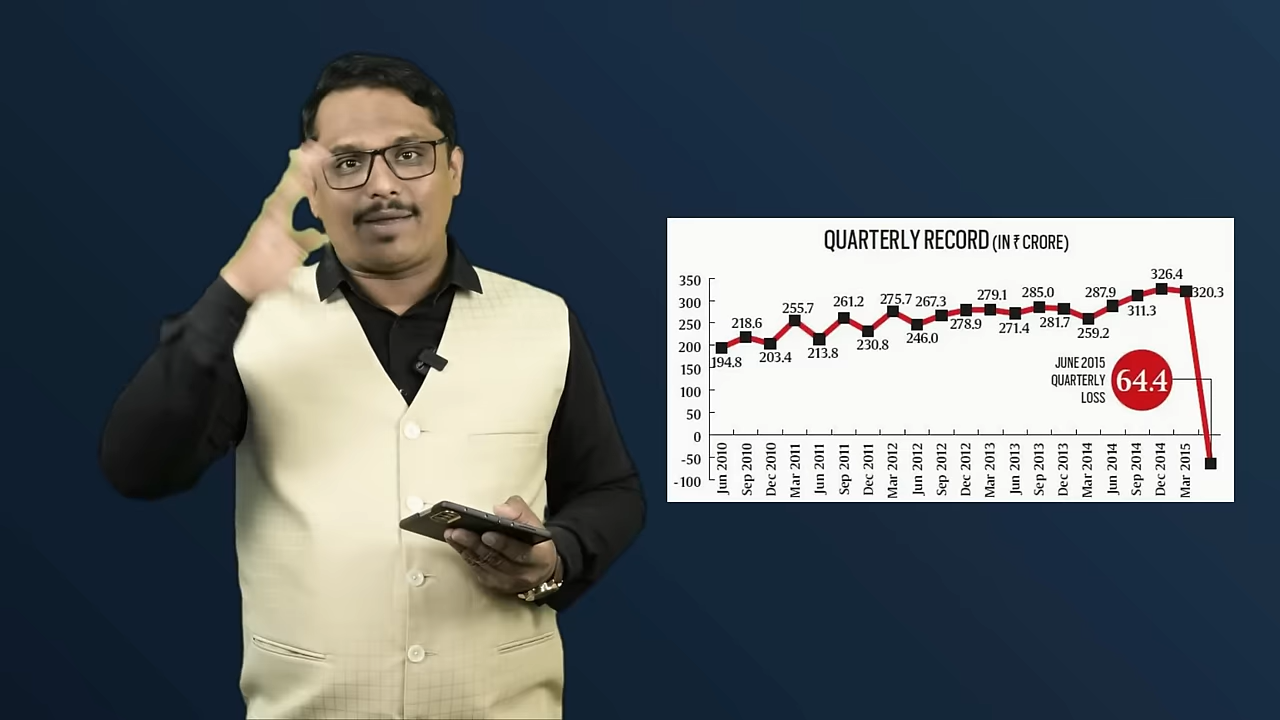 QUARTERLY RECORD (IN ₹ CRORE)
350
300
250
200
150
100
50
0
-50
-100
194.8
218.6
203.4
255.7
213.8
261.2
230.8
275.7
246.0
267.3
278.9
279.1
271.4
285.0
281.7
259.2
287.9
311.3
326.4
320.3
JUNE 2015
QUARTERLY
LOSS
64.4
Jun 2010
Sep 2010
Dec 2010
Mar 2011
Jun 2011
Sep 2011
Dec 2011
Mar 2012
Jun 2012
Sep 2012
Dec 2012
Mar 2013
Jun 2013
Sep 2013
Dec 2013
Mar 2014
Jun 2014
Sep 2014
Dec 2014
Mar 2015